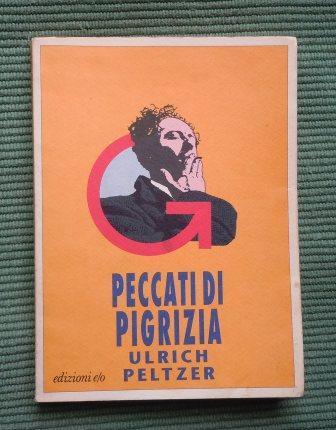 PECCATI DI
PIGRIZIA
ULRICH
PELTZER
edizioni e/o